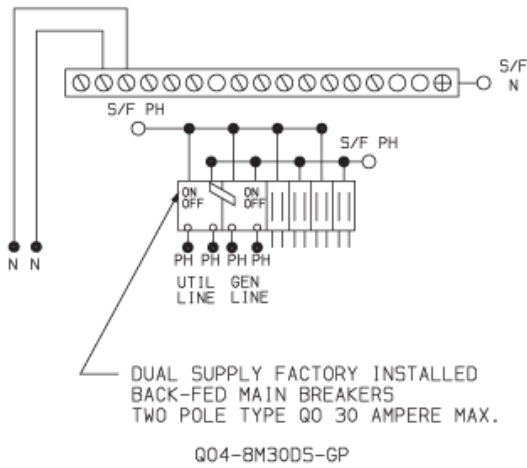 S/F
N
S/F PH
S/F PH
ON
OFF
ON
OFF
N N
PH PH PH PH
UTIL GEN
LINE LINE
DUAL SUPPLY FACTORY INSTALLED
BACK-FED MAIN BREAKERS
TWO POLE TYPE QO 30 AMPERE MAX.
QO4-8M30DS-GP